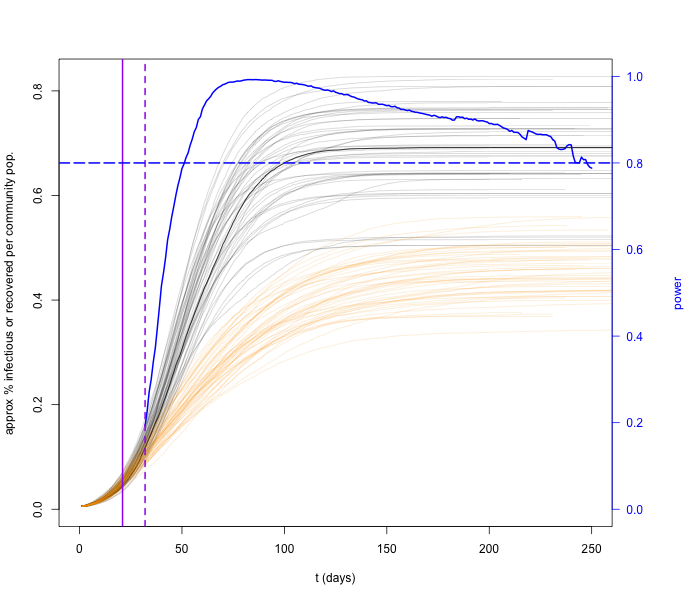 approx % infectious or recovered per community pop.
0.8
0.6
0.4
0.2
0.0
1.0
0.8
0.6
0.4
0.2
0.0
power
0 50 100 150 200 250
t (days)